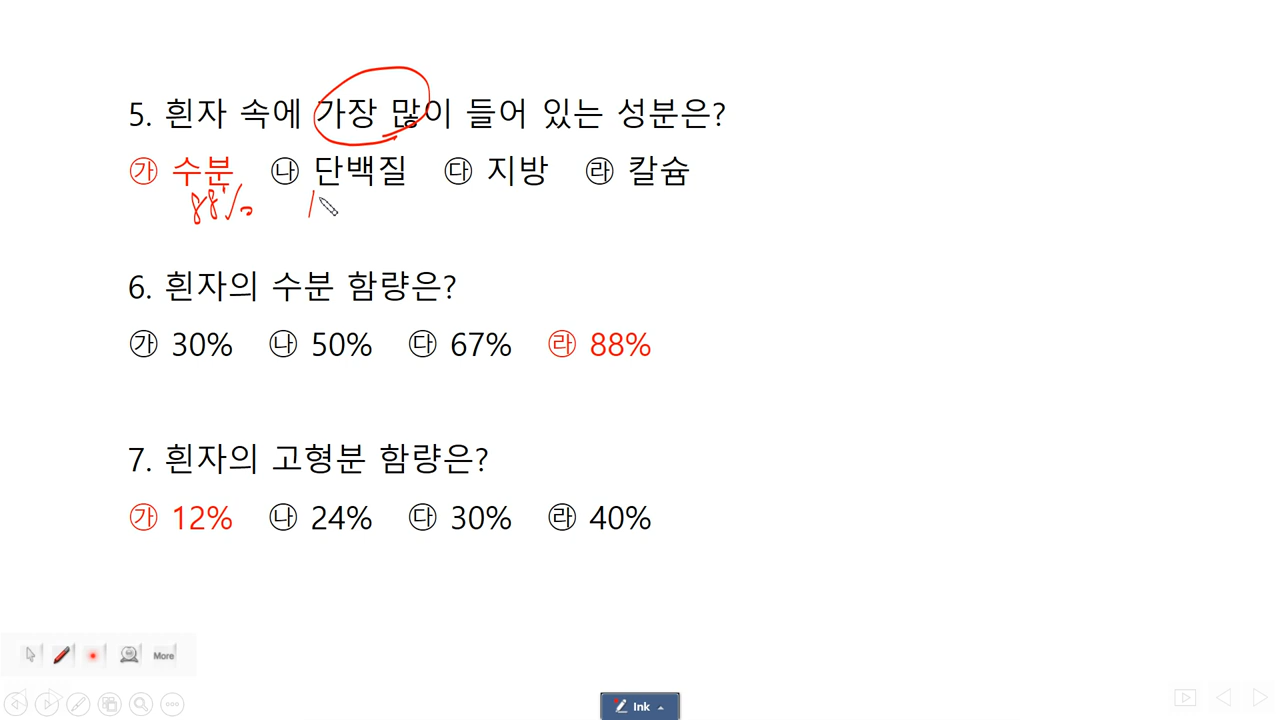 5. 흰자 속에 가장 많이 들어 있는 성분은?
㉮ 수분 ㉯ 단백질 ㉰ 지방 ㉱ 칼슘
88%
6. 흰자의 수분 함량은?
㉮ 30% ㉯ 50% ㉰ 67% ㉱ 88%
7. 흰자의 고형분 함량은?
㉮ 12% ㉯ 24% ㉰ 30% ㉱ 40%
More
Ink